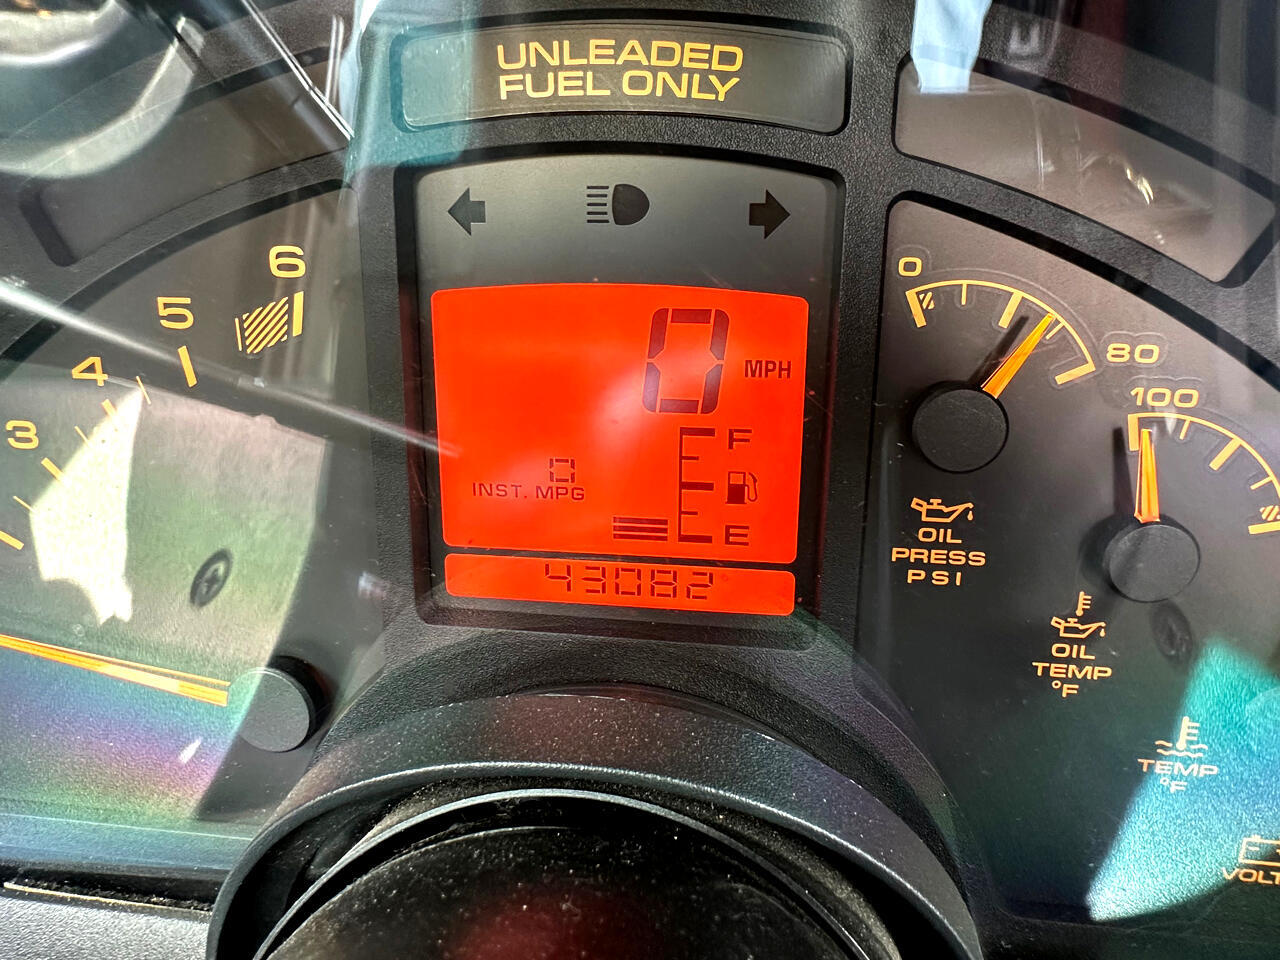 UNLEADED
FUEL ONLY
6
5
4
3
0
MPH
F
0
INST. MPG
E
43082
0
80
OIL
PRESS
PSI
100
OIL
TEMP
°F
TEMP
°F
VOLT